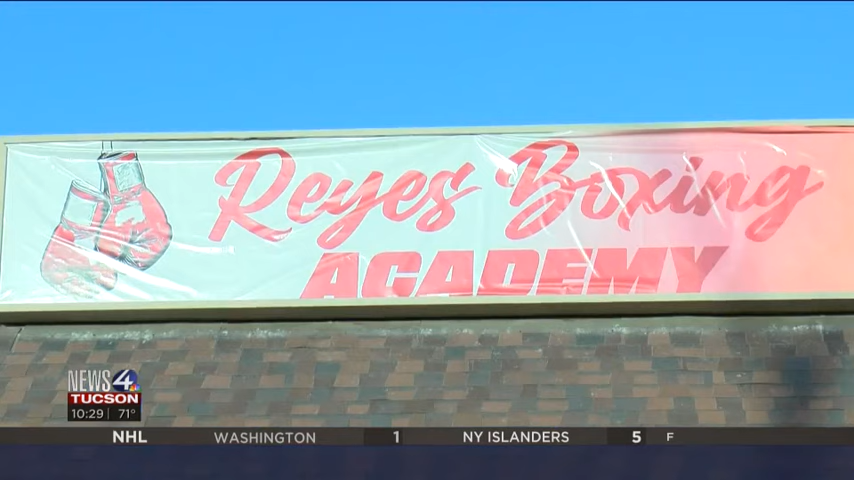 Reyes Boxing
ACADEMY
NEWS 4
TUCSON
10:29 71°
NHL WASHINGTON 1 NY ISLANDERS 5 F